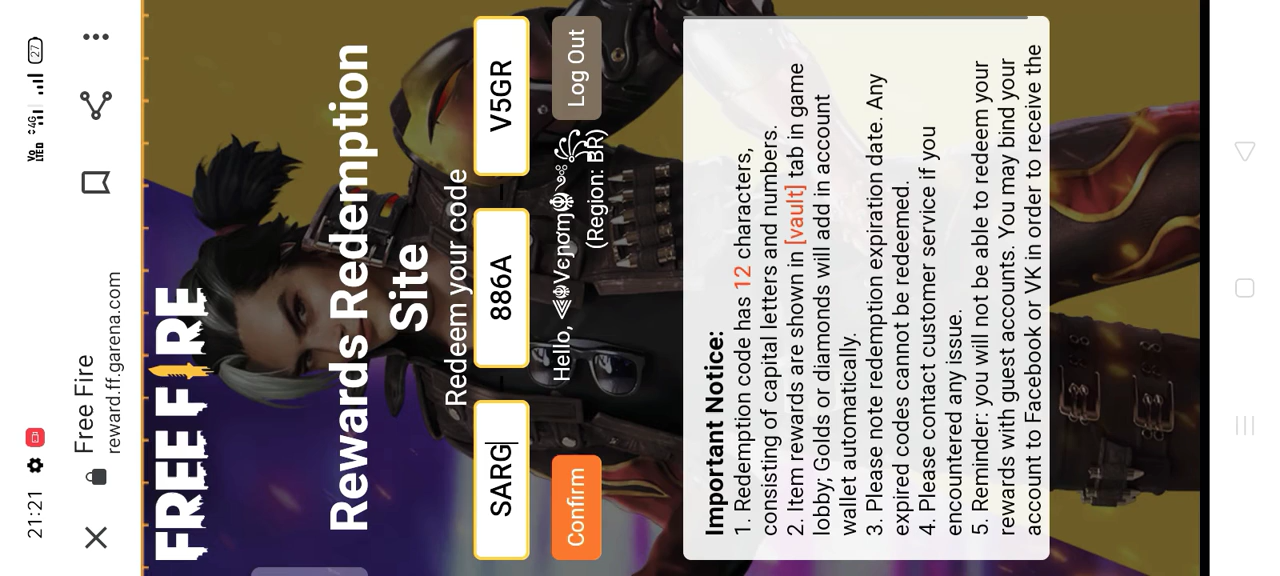 21:21
Vo LTED 4G 27
Free Fire
reward.ff.garena.com
FREE FIRE
Rewards Redemption
Site
Redeem your code
SARG 886A V5GR
Hello,
(Region: BR)
Confirm Log Out
Important Notice:
1. Redemption code has 12 characters,
consisting of capital letters and numbers.
2. Item rewards are shown in [vault] tab in game
lobby; Golds or diamonds will add in account
wallet automatically.
3. Please note redemption expiration date. Any
expired codes cannot be redeemed.
4. Please contact customer service if you
encountered any issue.
5. Reminder: you will not be able to redeem your
rewards with guest accounts. You may bind your
account to Facebook or VK in order to receive the